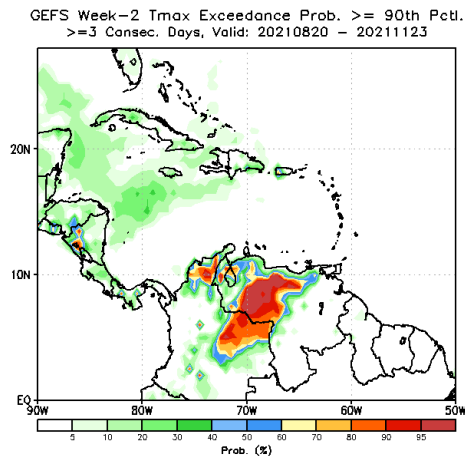 GEFS Week-2 Tmax Exceedance Prob. >= 90th Pctl.
>=3 Consec. Days, Valid: 20210820 - 20211123
20N
10N
EQ
90W 80W 70W 60W 50W
5 10 20 30 40 50 60 70 80 90 95
Prob. (%)